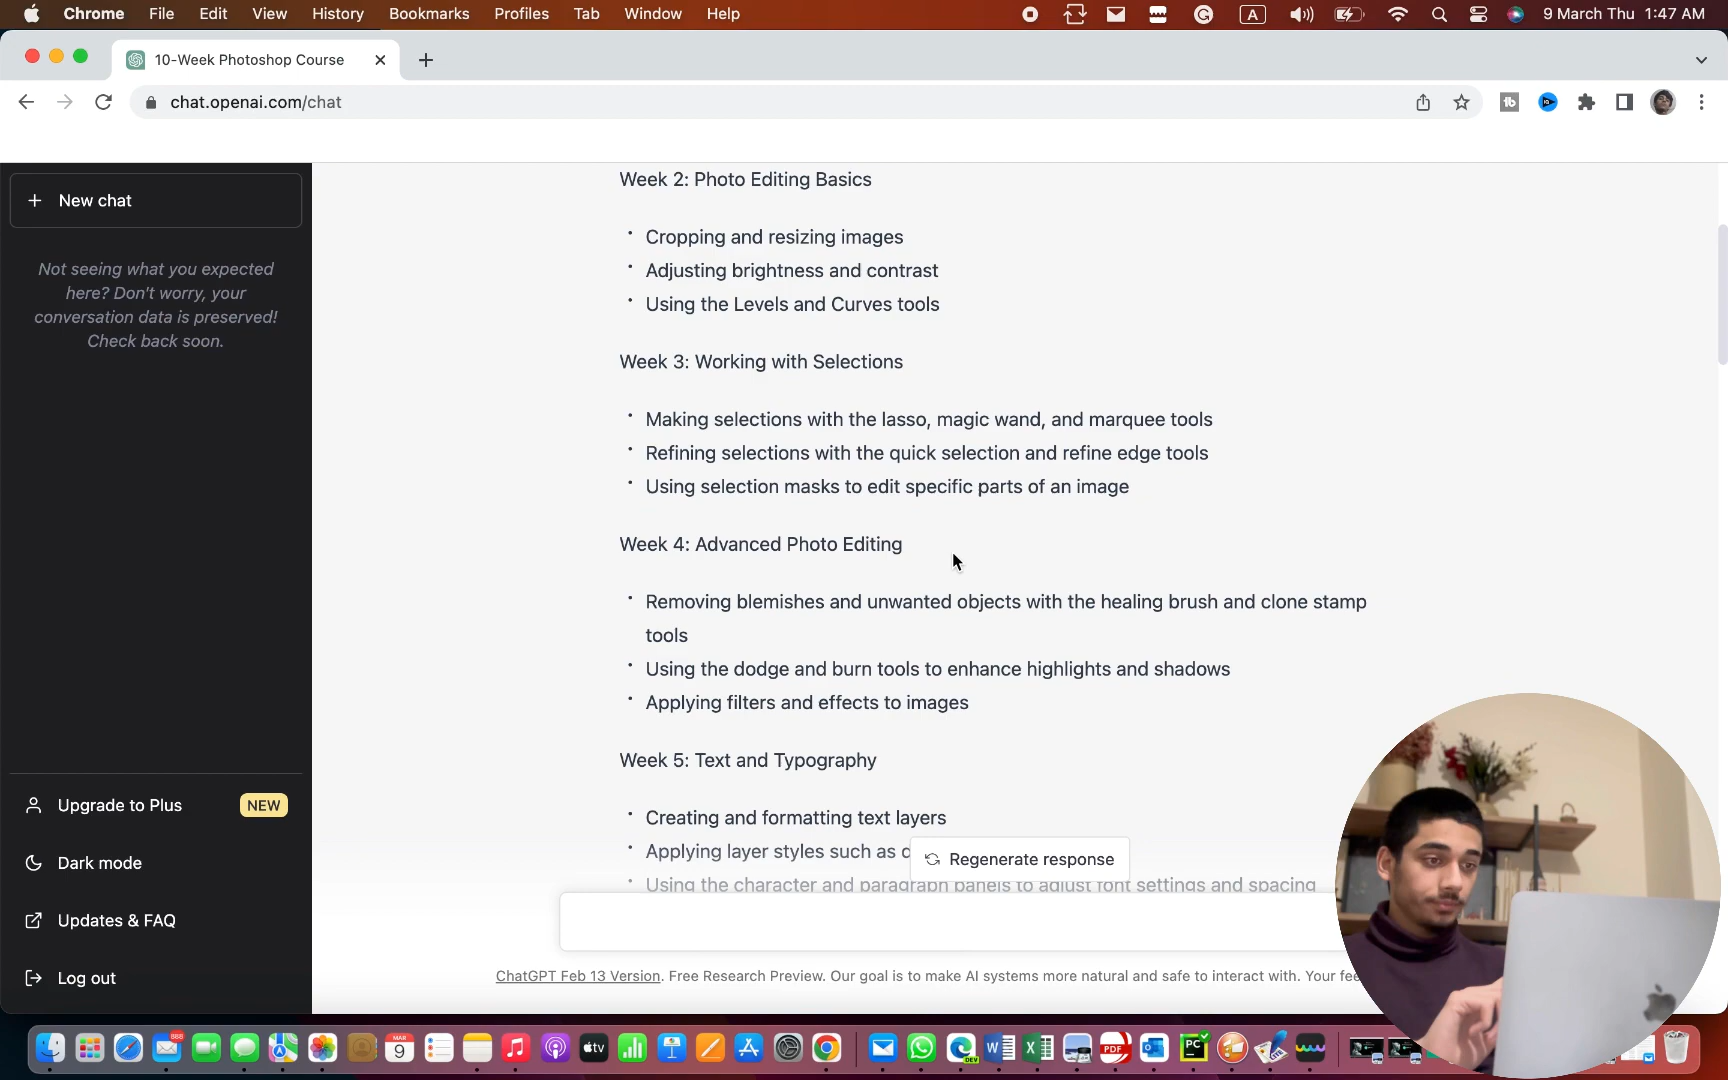 Chrome File Edit View History Bookmarks Profiles Tab Window Help A 9 March Thu 1:47 AM
10-Week Photoshop Course
chat.openai.com/chat
New chat
Not seeing what you expected
here? Don't worry, your
conversation data is preserved!
Check back soon.
Upgrade to Plus NEW
Dark mode
Updates & FAQ
Log out
Week 2: Photo Editing Basics
Cropping and resizing images
Adjusting brightness and contrast
Using the Levels and Curves tools
Week 3: Working with Selections
Making selections with the lasso, magic wand, and marquee tools
Refining selections with the quick selection and refine edge tools
Using selection masks to edit specific parts of an image
Week 4: Advanced Photo Editing
Removing blemishes and unwanted objects with the healing brush and clone stamp
tools
Using the dodge and burn tools to enhance highlights and shadows
Applying filters and effects to images
Week 5: Text and Typography
Creating and formatting text layers
Applying layer styles such as
Regenerate response
Using the character and paragraph panels to adjust font settings and spacing
ChatGPT Feb 13 Version. Free Research Preview. Our goal is to make AI systems more natural and safe to interact with. Your
868
MAR
9
tv
DEV
W
X
PDF
PC